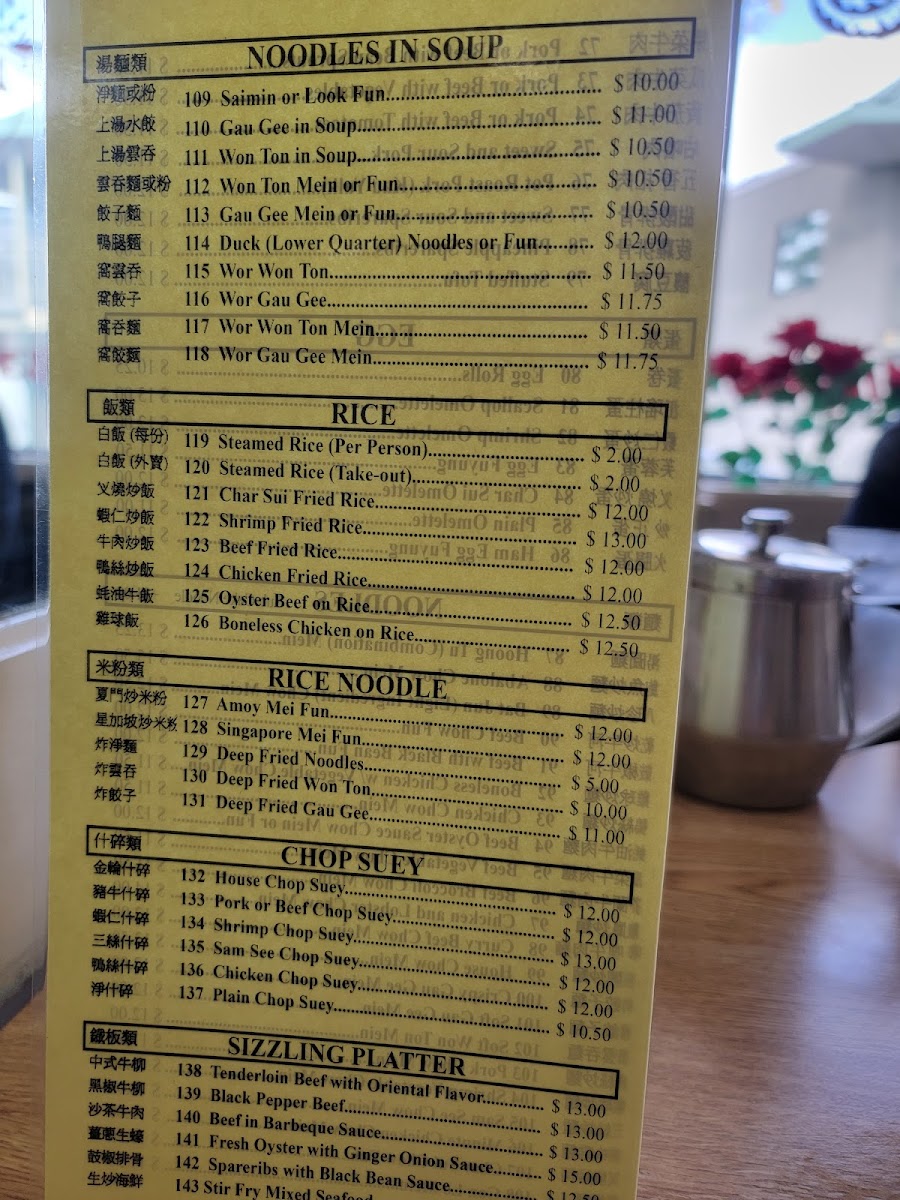 湯麵類 NOODLES IN SOUP
淨麵或粉 109 Saimin or Look Fun $ 10.00
上湯水餃 110 Gau Gee in Soup $ 11.00
上湯雲吞 111 Won Ton in Soup $ 10.50
雲吞麵或粉 112 Won Ton Mein or Fun $ 10.50
餃子麵 113 Gau Gee Mein or Fun $ 10.50
鴨腿麵 114 Duck (Lower Quarter) Noodles or Fun $ 12.00
窩雲吞 115 Wor Won Ton $ 11.50
窩餃子 116 Wor Gau Gee $ 11.75
窩吞麵 117 Wor Won Ton Mein $ 11.50
窩餃麵 118 Wor Gau Gee Mein $ 11.75
飯類 RICE
白飯 (每份) 119 Steamed Rice (Per Person) $ 2.00
白飯 (外賣) 120 Steamed Rice (Take-out) $ 2.00
叉燒炒飯 121 Char Sui Fried Rice $ 12.00
蝦仁炒飯 122 Shrimp Fried Rice $ 13.00
牛肉炒飯 123 Beef Fried Rice $ 12.00
鴨絲炒飯 124 Chicken Fried Rice $ 12.00
蚝油牛飯 125 Oyster Beef on Rice $ 12.50
雞球飯 126 Boneless Chicken on Rice $ 12.50
米粉類 RICE NOODLE
夏門炒米粉 127 Amoy Mei Fun $ 12.00
星加坡炒米粉 128 Singapore Mei Fun $ 12.00
炸淨麵 129 Deep Fried Noodles $ 5.00
炸雲吞 130 Deep Fried Won Ton $ 10.00
炸餃子 131 Deep Fried Gau Gee $ 11.00
什碎類 CHOP SUEY
金輪什碎 132 House Chop Suey $ 12.00
豬牛什碎 133 Pork or Beef Chop Suey $ 12.00
蝦仁什碎 134 Shrimp Chop Suey $ 13.00
三絲什碎 135 Sam See Chop Suey $ 12.00
鴨絲什碎 136 Chicken Chop Suey $ 12.00
淨什碎 137 Plain Chop Suey $ 10.50
鐵板類 SIZZLING PLATTER
中式牛柳 138 Tenderloin Beef with Oriental Flavor $ 13.00
黑椒牛柳 139 Black Pepper Beef $ 13.00
沙茶牛肉 140 Beef in Barbeque Sauce $ 13.00
薑蔥生蠔 141 Fresh Oyster with Ginger Onion Sauce $ 15.00
豉椒排骨 142 Spareribs with Black Bean Sauce $ 12.50
生炒海鮮 143 Stir Fry Mixed Seafood